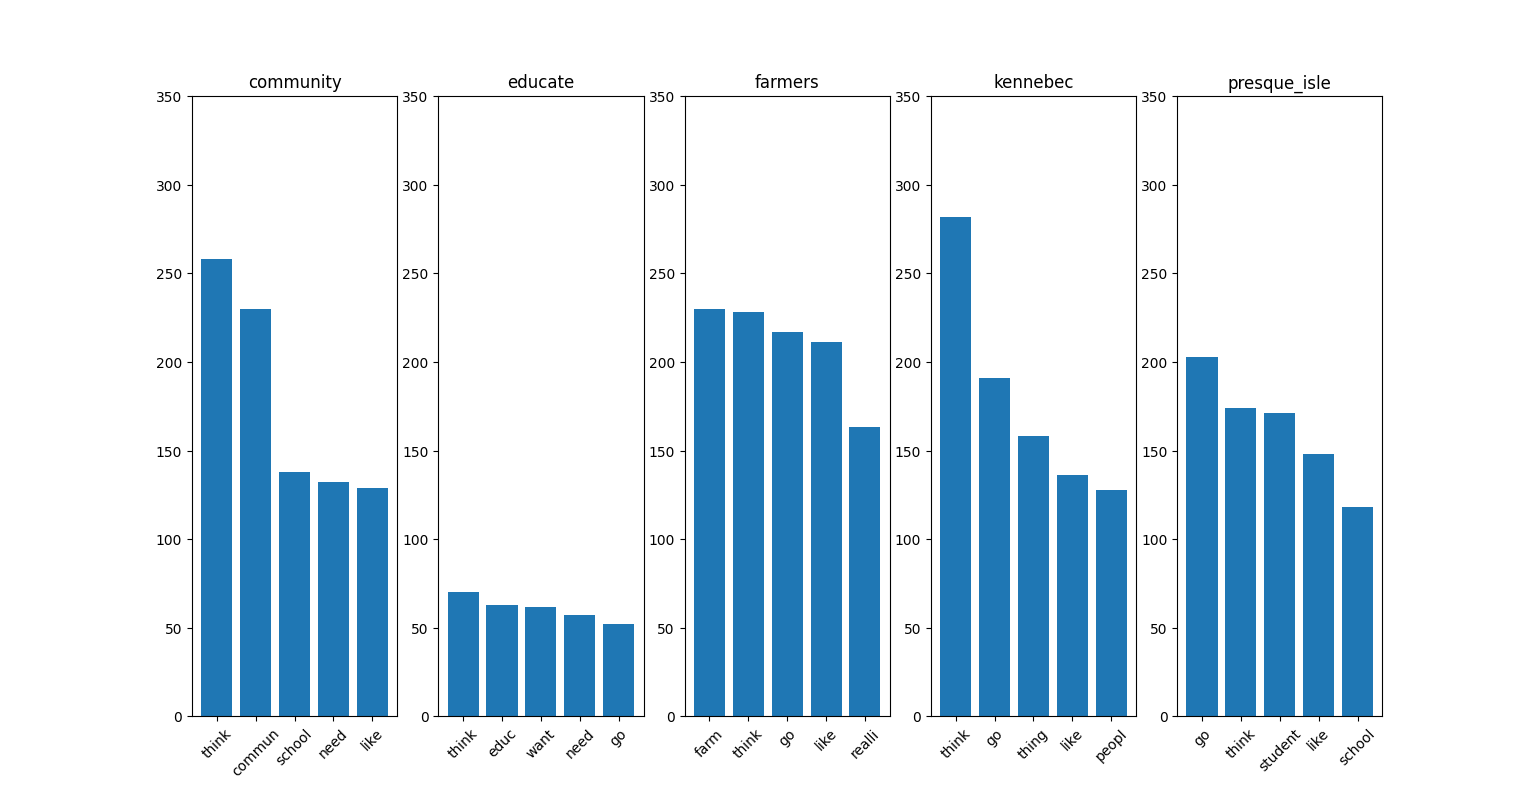 community
educate
farmers
kennebec
presque_isle
350 350 350 350 350
300 300 300 300 300
250 250 250 250 250
200 200 200 200 200
150 150 150 150 150
100 100 100 100 100
50 50 50 50 50
0 0 0 0 0
think commun school need like
think educ want need go
farm think go like realli
think go thing like peopl
go think student like school